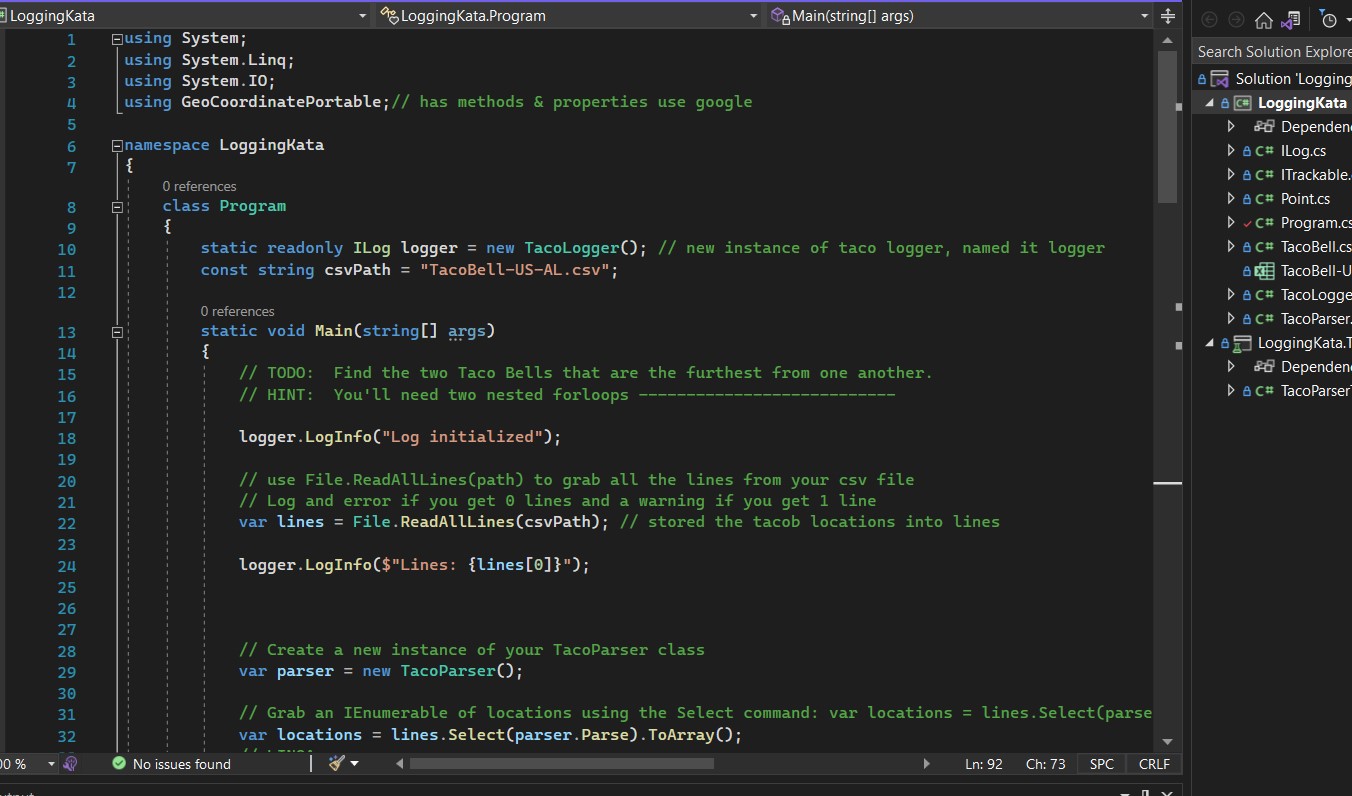 LoggingKata
LoggingKata.Program
Main(string[] args)
1 using System;
2 using System.Linq;
3 using System.IO;
4 using GeoCoordinatePortable;// has methods & properties use google
5
6 namespace LoggingKata
7 {
0 references
8 class Program
9 {
10 static readonly ILog logger = new TacoLogger(); // new instance of taco logger, named it logger
11 const string csvPath = "TacoBell-US-AL.csv";
12
0 references
13 static void Main(string[] args)
14 {
15 // TODO:  Find the two Taco Bells that are the furthest from one another.
16 // HINT:  You'll need two nested forloops ---------------------------
17
18 logger.LogInfo("Log initialized");
19
20 // use File.ReadAllLines(path) to grab all the lines from your csv file
21 // Log and error if you get 0 lines and a warning if you get 1 line
22 var lines = File.ReadAllLines(csvPath); // stored the tacob locations into lines
23
24 logger.LogInfo($"Lines: {lines[0]}");
25
26
27
28 // Create a new instance of your TacoParser class
29 var parser = new TacoParser();
30
31 // Grab an IEnumerable of locations using the Select command: var locations = lines.Select(parse
32 var locations = lines.Select(parser.Parse).ToArray();
00 %
No issues found
Ln: 92
Ch: 73
SPC
CRLF
Search Solution Explore
Solution 'Logging
C# LoggingKata
Dependenc
C# ILog.cs
C# ITrackable.
C# Point.cs
C# Program.cs
C# TacoBell.cs
TacoBell-U
C# TacoLogge
C# TacoParser.
LoggingKata.T
Dependenc
C# TacoParser